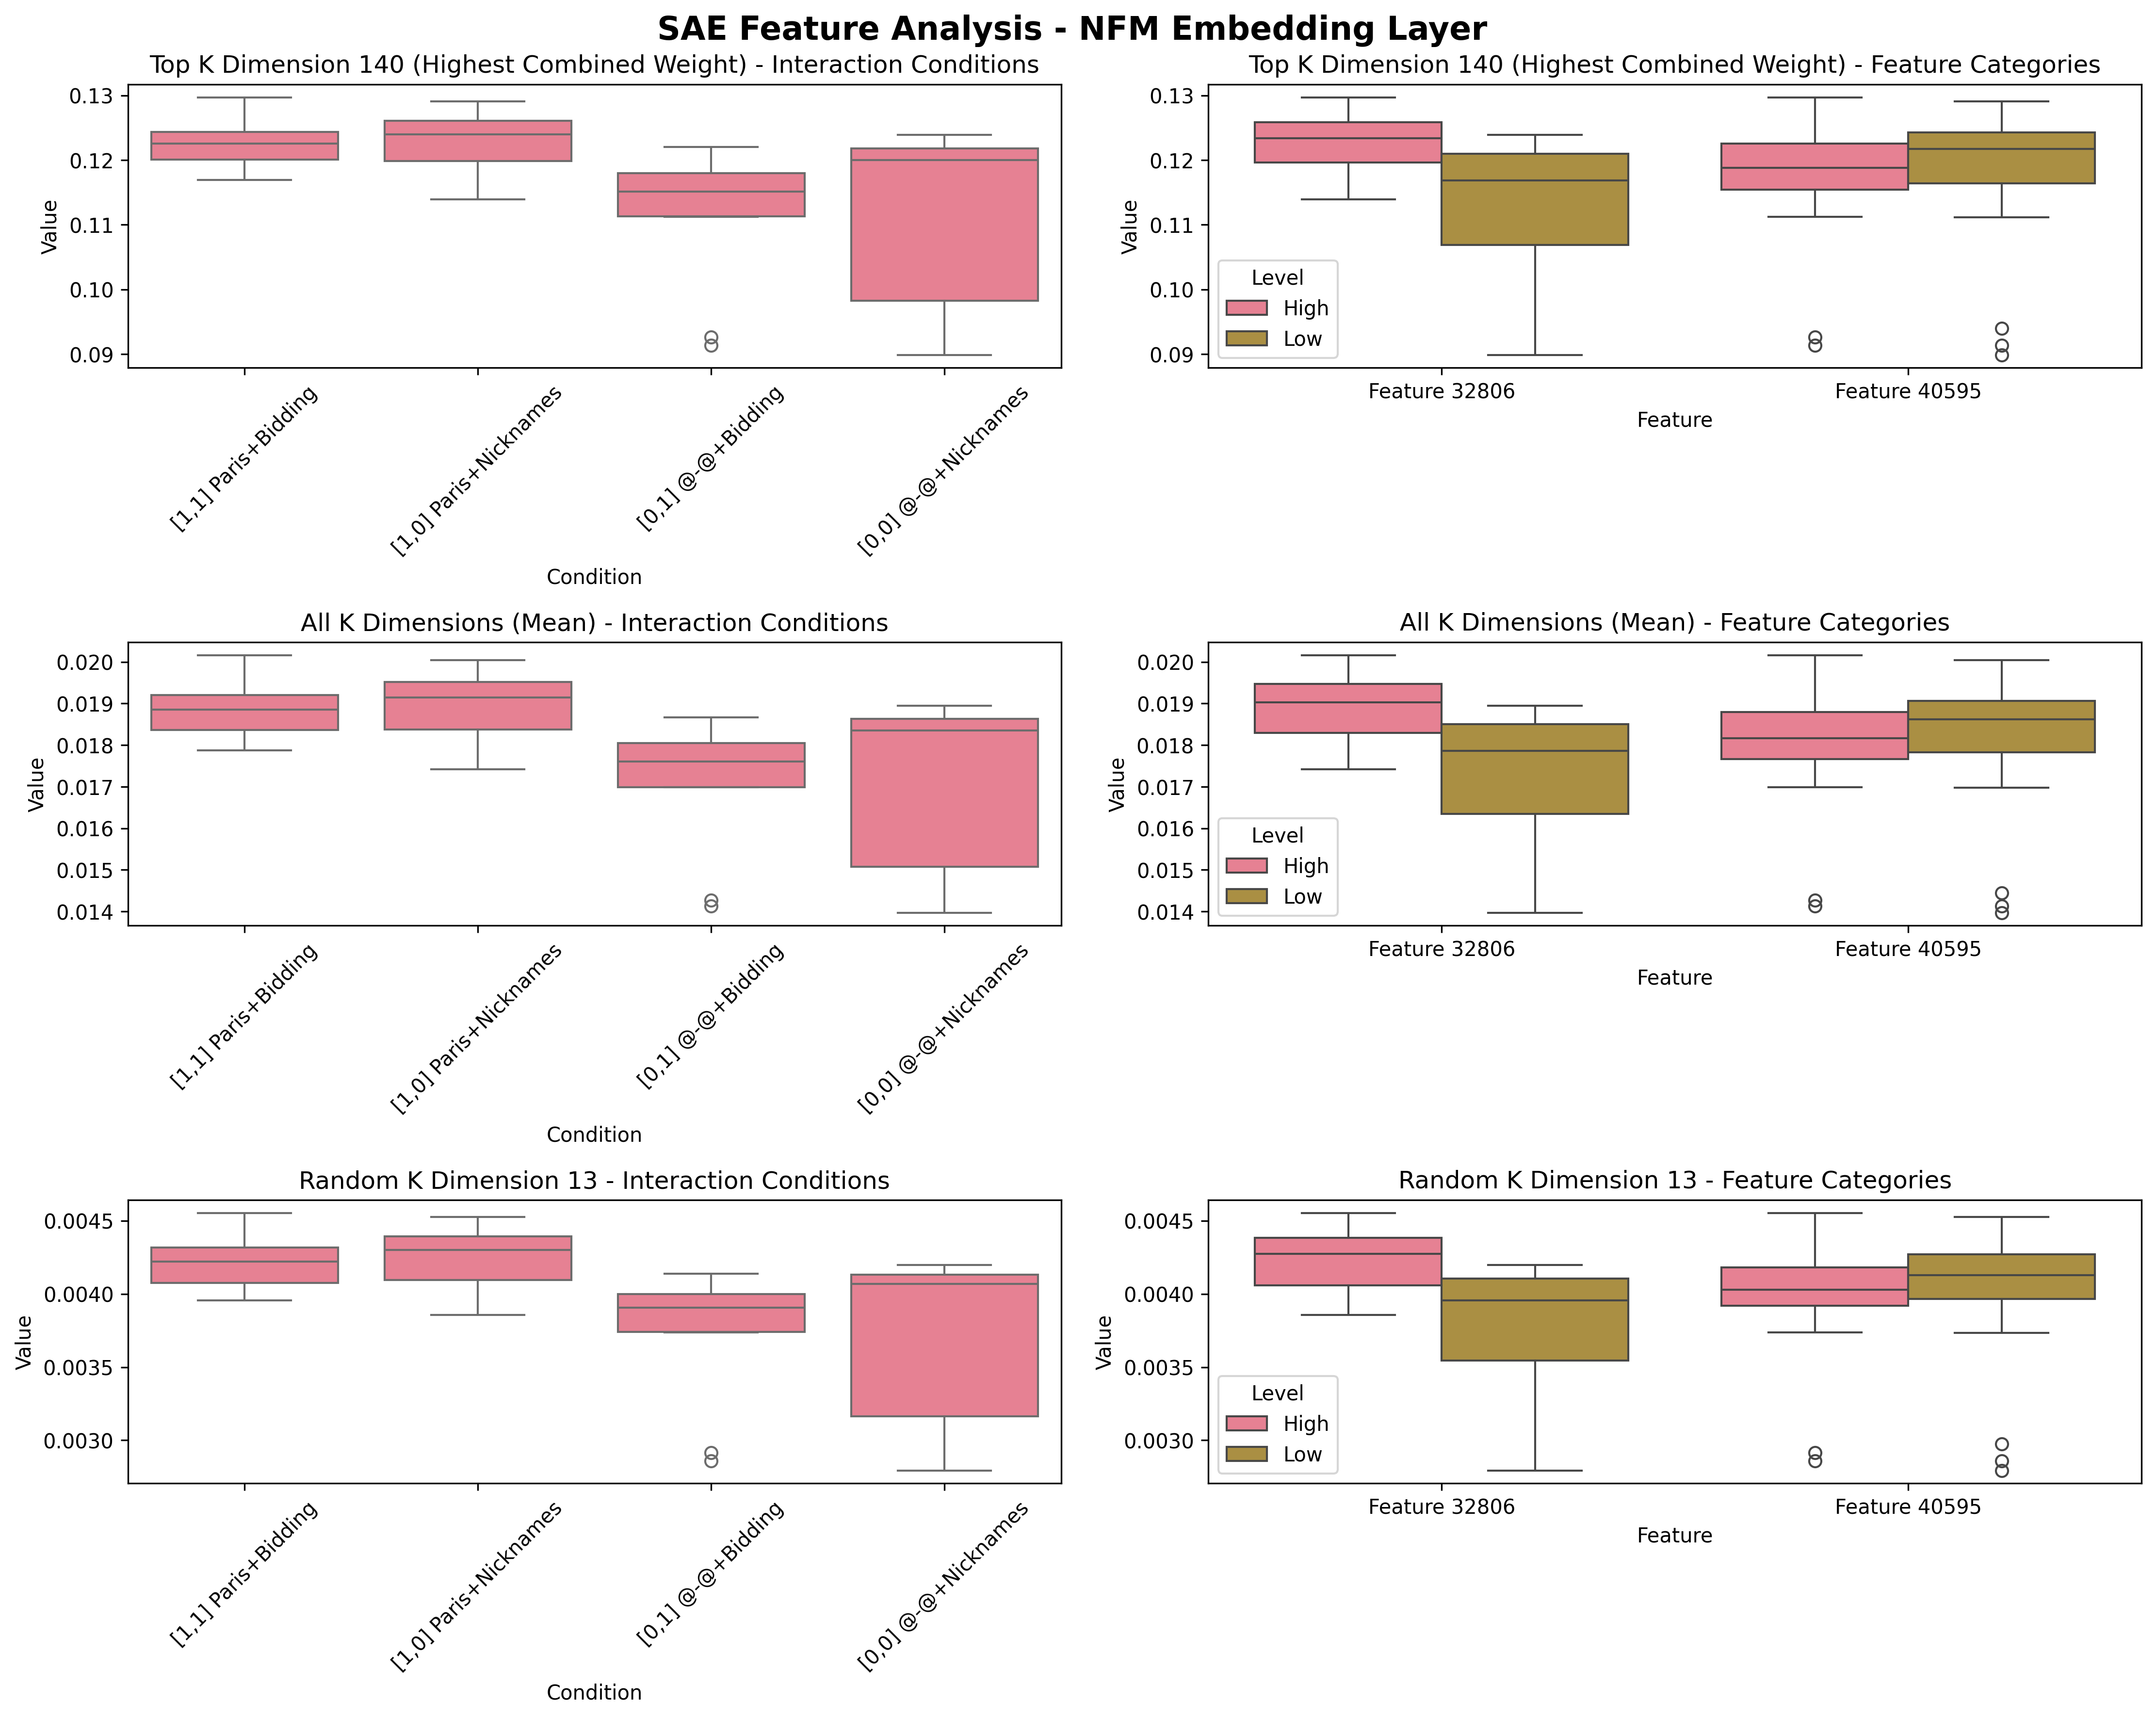 SAE Feature Analysis - NFM Embedding Layer
Top K Dimension 140 (Highest Combined Weight) - Interaction Conditions
0.13
0.12
0.11
0.10
0.09
Value
[1,1] Paris+Bidding
[1,0] Paris+Nicknames
[0,1] @-@+Bidding
[0,0] @-@+Nicknames
Condition
Top K Dimension 140 (Highest Combined Weight) - Feature Categories
0.13
0.12
0.11
0.10
0.09
Value
Level
High
Low
Feature 32806
Feature 40595
Feature
All K Dimensions (Mean) - Interaction Conditions
0.020
0.019
0.018
0.017
0.016
0.015
0.014
Value
[1,1] Paris+Bidding
[1,0] Paris+Nicknames
[0,1] @-@+Bidding
[0,0] @-@+Nicknames
Condition
All K Dimensions (Mean) - Feature Categories
0.020
0.019
0.018
0.017
0.016
0.015
0.014
Value
Level
High
Low
Feature 32806
Feature 40595
Feature
Random K Dimension 13 - Interaction Conditions
0.0045
0.0040
0.0035
0.0030
Value
[1,1] Paris+Bidding
[1,0] Paris+Nicknames
[0,1] @-@+Bidding
[0,0] @-@+Nicknames
Condition
Random K Dimension 13 - Feature Categories
0.0045
0.0040
0.0035
0.0030
Value
Level
High
Low
Feature 32806
Feature 40595
Feature